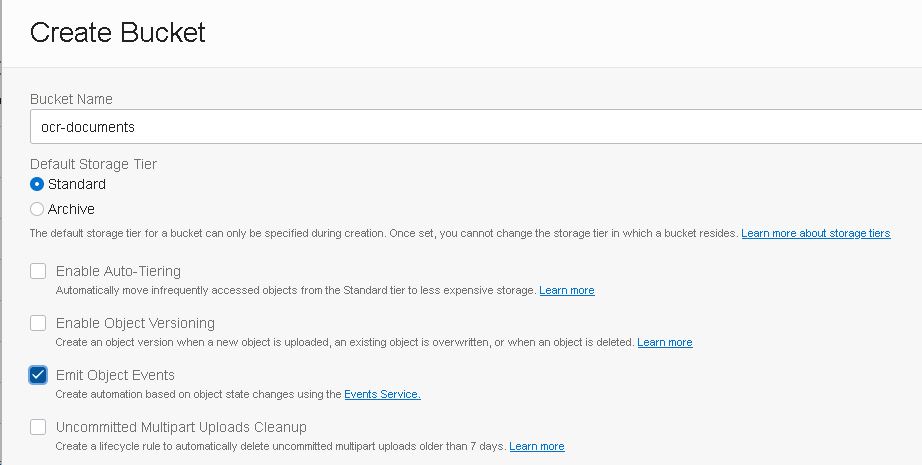 Create Bucket
Bucket Name
ocr-documents
Default Storage Tier
Standard
Archive
The default storage tier for a bucket can only be specified during creation. Once set, you cannot change the storage tier in which a bucket resides. Learn more about storage tiers
Enable Auto-Tiering
Automatically move infrequently accessed objects from the Standard tier to less expensive storage. Learn more
Enable Object Versioning
Create an object version when a new object is uploaded, an existing object is overwritten, or when an object is deleted. Learn more
Emit Object Events
Create automation based on object state changes using the Events Service.
Uncommitted Multipart Uploads Cleanup
Create a lifecycle rule to automatically delete uncommitted multipart uploads older than 7 days. Learn more